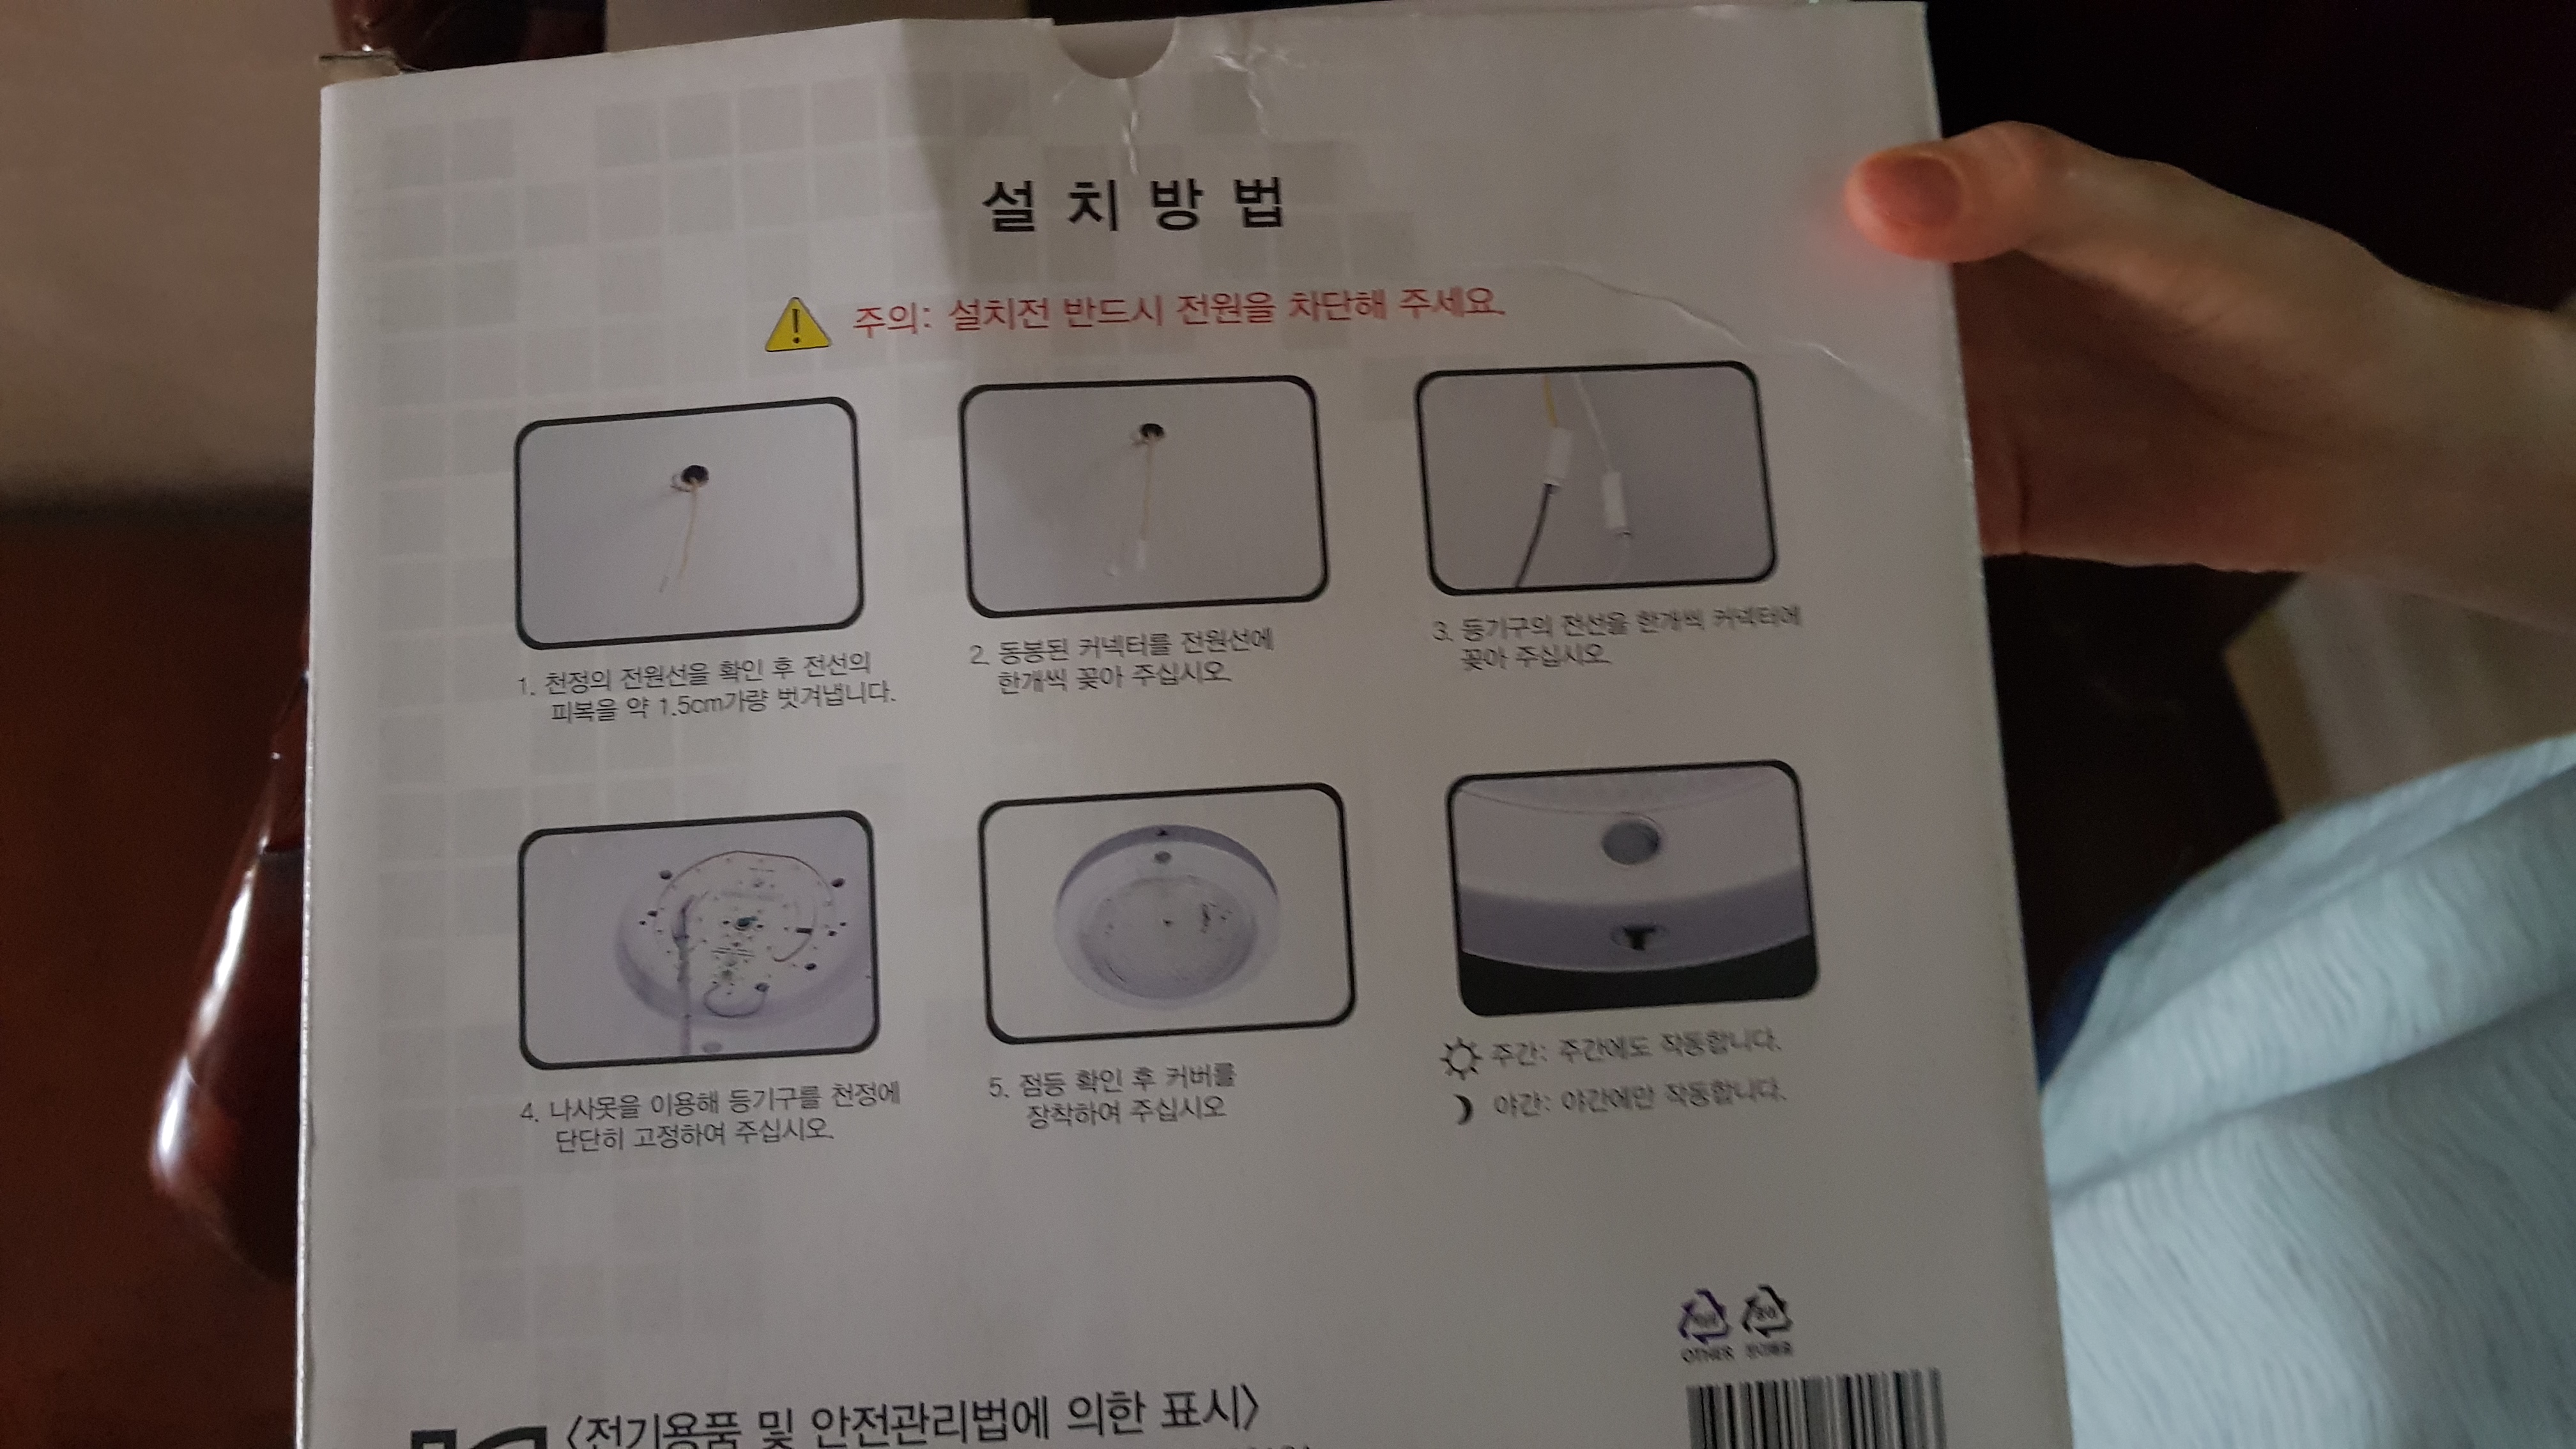 설치방법
주의: 설치전 반드시 전원을 차단해 주세요.
1. 천정의 전원선을 확인 후 전선의
피복을 약 1.5cm가량 벗겨냅니다.
2. 동봉된 커넥터를 전원선에
한개씩 꽂아 주십시오.
3. 등기구의 전선을 한개씩 커넥터에
꽂아 주십시오.
4. 나사못을 이용해 등기구를 천정에
단단히 고정하여 주십시오.
5. 점등 확인 후 커버를
장착하여 주십시오
주간: 주간에도 작동합니다.
야간: 야간에만 작동합니다.
OTHER
<전기용품 및 안전관리법에 의한 표시>